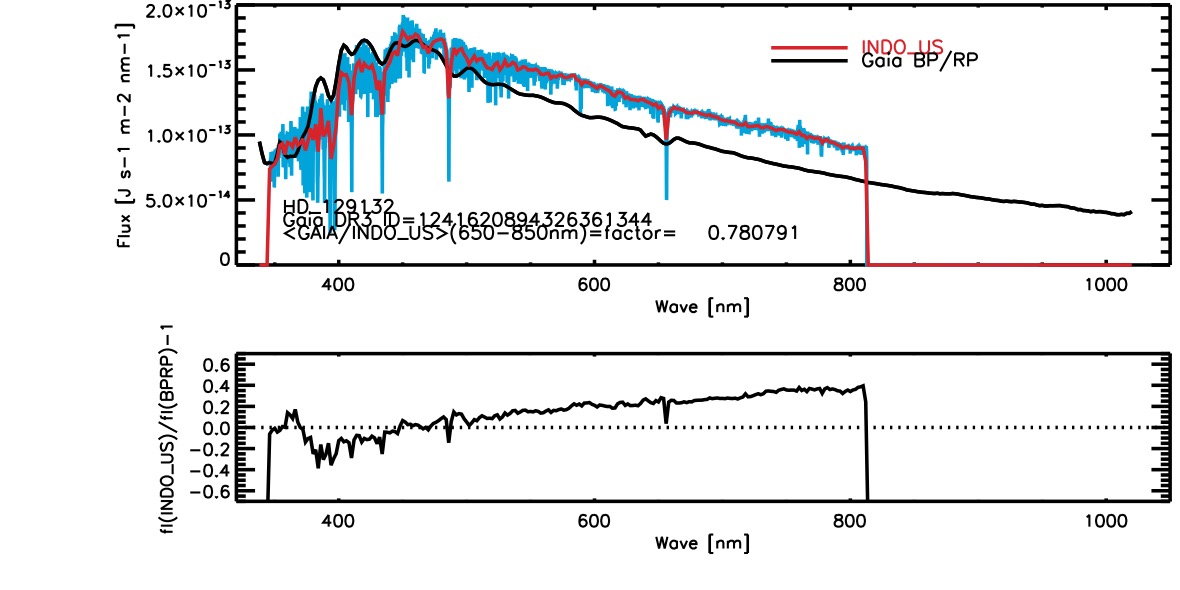 2.0×10−13
1.5×10−13
1.0×10−13
5.0×10−14
0
Flux [J s−1 m−2 nm−1]
INDO_US
Gaia BP/RP
HD_129132
Gaia DR3 ID=1241620894326361344
<GAIA/INDO_US>(650−850nm)=factor= 0.780791
400 600 800 1000
Wave [nm]
fl(INDO_US)/fl(BPRP)−1
0.6
0.4
0.2
0.0
−0.2
−0.4
−0.6
400 600 800 1000
Wave [nm]